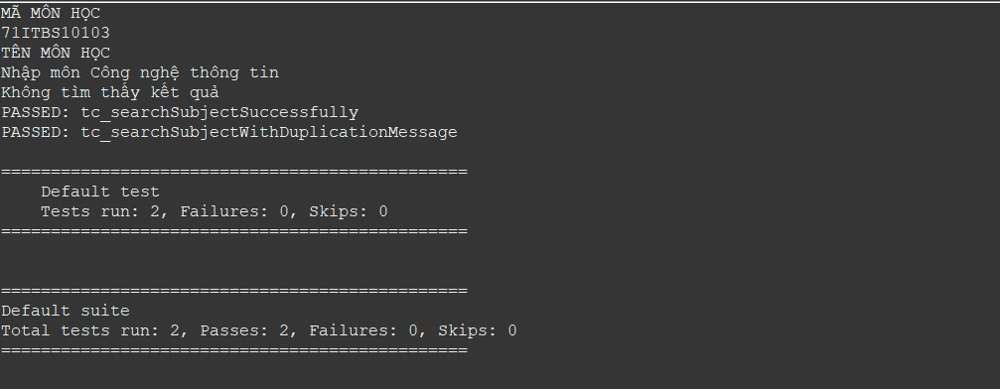 MÃ MÔN HỌC
71ITBS10103
TÊN MÔN HỌC
Nhập môn Công nghệ thông tin
Không tìm thấy kết quả
PASSED: tc_searchSubjectSuccessfully
PASSED: tc_searchSubjectWithDuplicationMessage
===============================================
    Default test
    Tests run: 2, Failures: 0, Skips: 0
===============================================
===============================================
Default suite
Total tests run: 2, Passes: 2, Failures: 0, Skips: 0
===============================================